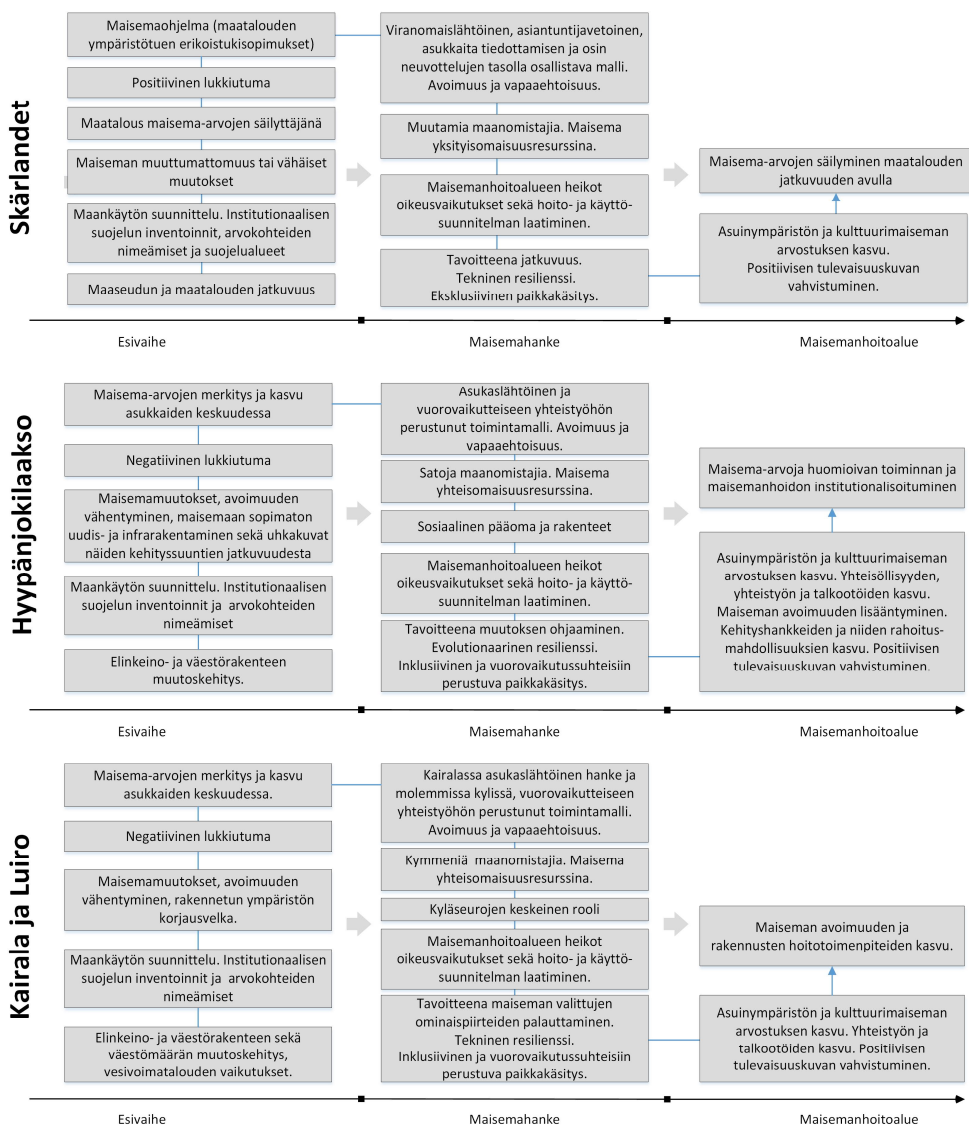 Skärlandet
Maisemaohjelma (maatalouden
ympäristötuen erikoistukisopimukset)
Positiivinen lukkiutuma
Maatalous maisema-arvojen säilyttäjänä
Maiseman muuttumattomuus tai vähäiset
muutokset
Maankäytön suunnittelu. Institutionaalisen
suojelun inventoinnit, arvokohteiden
nimeämiset ja suojelualueet
Maaseudun ja maatalouden jatkuvuus
Viranomaislähtöinen, asiantuntijavetoinen,
asukkaita tiedottamisen ja osin
neuvottelujen tasolla osallistava malli.
Avoimuus ja vapaaehtoisuus.
Muutamia maanomistajia. Maisema
yksityisomaisuusresurssina.
Maisemanhoitoalueen heikot
oikeusvaikutukset sekä hoito- ja käyttö-
suunnitelman laatiminen.
Tavoitteena jatkuvuus.
Tekninen resilienssi.
Eksklusiivinen paikkakäsitys.
Maisema-arvojen säilyminen maatalouden
jatkuvuuden avulla
Asuinympäristön ja kulttuurimaiseman
arvostuksen kasvu.
Positiivisen tulevaisuuskuvan
vahvistuminen.
Esivaihe
Maisemahanke
Maisemanhoitoalue
Hyypänjokilaakso
Maisema-arvojen merkitys ja kasvu
asukkaiden keskuudessa
Negatiivinen lukkiutuma
Maisemamuutokset, avoimuuden
vähentyminen, maisemaan sopimaton
uudis- ja infrarakentaminen sekä uhkakuvat
näiden kehityssuuntien jatkuvuudesta
Maankäytön suunnittelu. Institutionaalisen
suojelun inventoinnit ja arvokohteiden
nimeämiset
Elinkeino- ja väestörakenteen
muutoskehitys.
Asukaslähtöinen ja
vuorovaikutteiseen yhteistyöhön
perustunut toimintamalli. Avoimuus ja
vapaaehtoisuus.
Satoja maanomistajia. Maisema
yhteisomaisuusresurssina.
Sosiaalinen pääoma ja rakenteet
Maisemanhoitoalueen heikot
oikeusvaikutukset sekä hoito- ja käyttö-
suunnitelman laatiminen.
Tavoitteena muutoksen ohjaaminen.
Evolutionaarinen resilienssi.
Inklusiivinen ja vuorovaikutussuhteisiin
perustuva paikkakäsitys.
Maisema-arvoja huomioivan toiminnan ja
maisemanhoidon institutionalisoituminen
Asuinympäristön ja kulttuurimaiseman
arvostuksen kasvu. Yhteisöllisyyden,
yhteistyön ja talkootöiden kasvu.
Maiseman avoimuuden lisääntyminen.
Kehityshankkeiden ja niiden rahoitus-
mahdollisuuksien kasvu. Positiivisen
tulevaisuuskuvan vahvistuminen.
Esivaihe
Maisemahanke
Maisemanhoitoalue
Kairala ja Luiro
Maisema-arvojen merkitys ja kasvu
asukkaiden keskuudessa.
Negatiivinen lukkiutuma
Maisemamuutokset, avoimuuden
vähentyminen, rakennetun ympäristön
korjausvelka.
Maankäytön suunnittelu. Institutionaalisen
suojelun inventoinnit ja arvokohteiden
nimeämiset
Elinkeino- ja väestörakenteen sekä
väestömäärän muutoskehitys,
vesivoimatalouden vaikutukset.
Kairalassa asukaslähtöinen hanke ja
molemmissa kylissä, vuorovaikutteiseen
yhteistyöhön perustunut toimintamalli.
Avoimuus ja vapaaehtoisuus.
Kymmeniä maanomistajia. Maisema
yhteisomaisuusresurssina.
Kyläseurojen keskeinen rooli
Maisemanhoitoalueen heikot
oikeusvaikutukset sekä hoito- ja käyttö-
suunnitelman laatiminen.
Tavoitteena maiseman valittujen
ominaispiirteiden palauttaminen.
Tekninen resilienssi.
Inklusiivinen ja vuorovaikutussuhteisiin
perustuva paikkakäsitys.
Maiseman avoimuuden ja
rakennusten hoitotoimenpiteiden kasvu.
Asuinympäristön ja kulttuurimaiseman
arvostuksen kasvu. Yhteistyön ja
talkootöiden kasvu. Positiivisen
tulevaisuuskuvan vahvistuminen.
Esivaihe
Maisemahanke
Maisemanhoitoalue